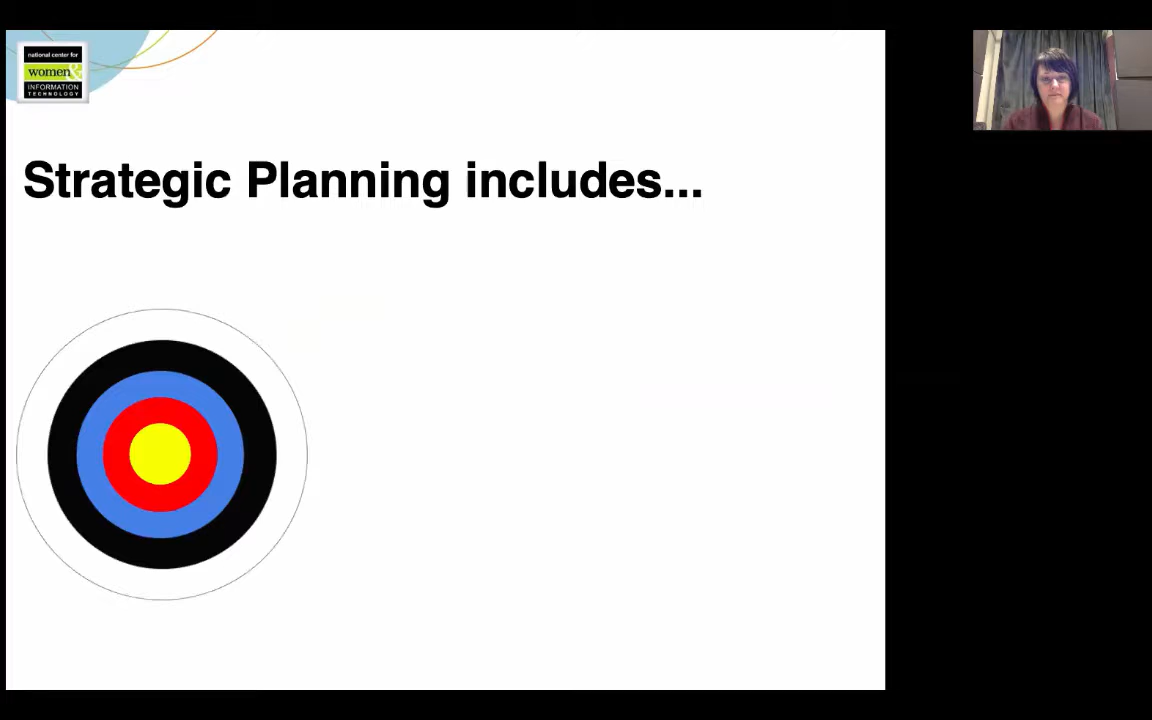 national center for
women&
INFORMATION
TECHNOLOGY
Strategic Planning includes...